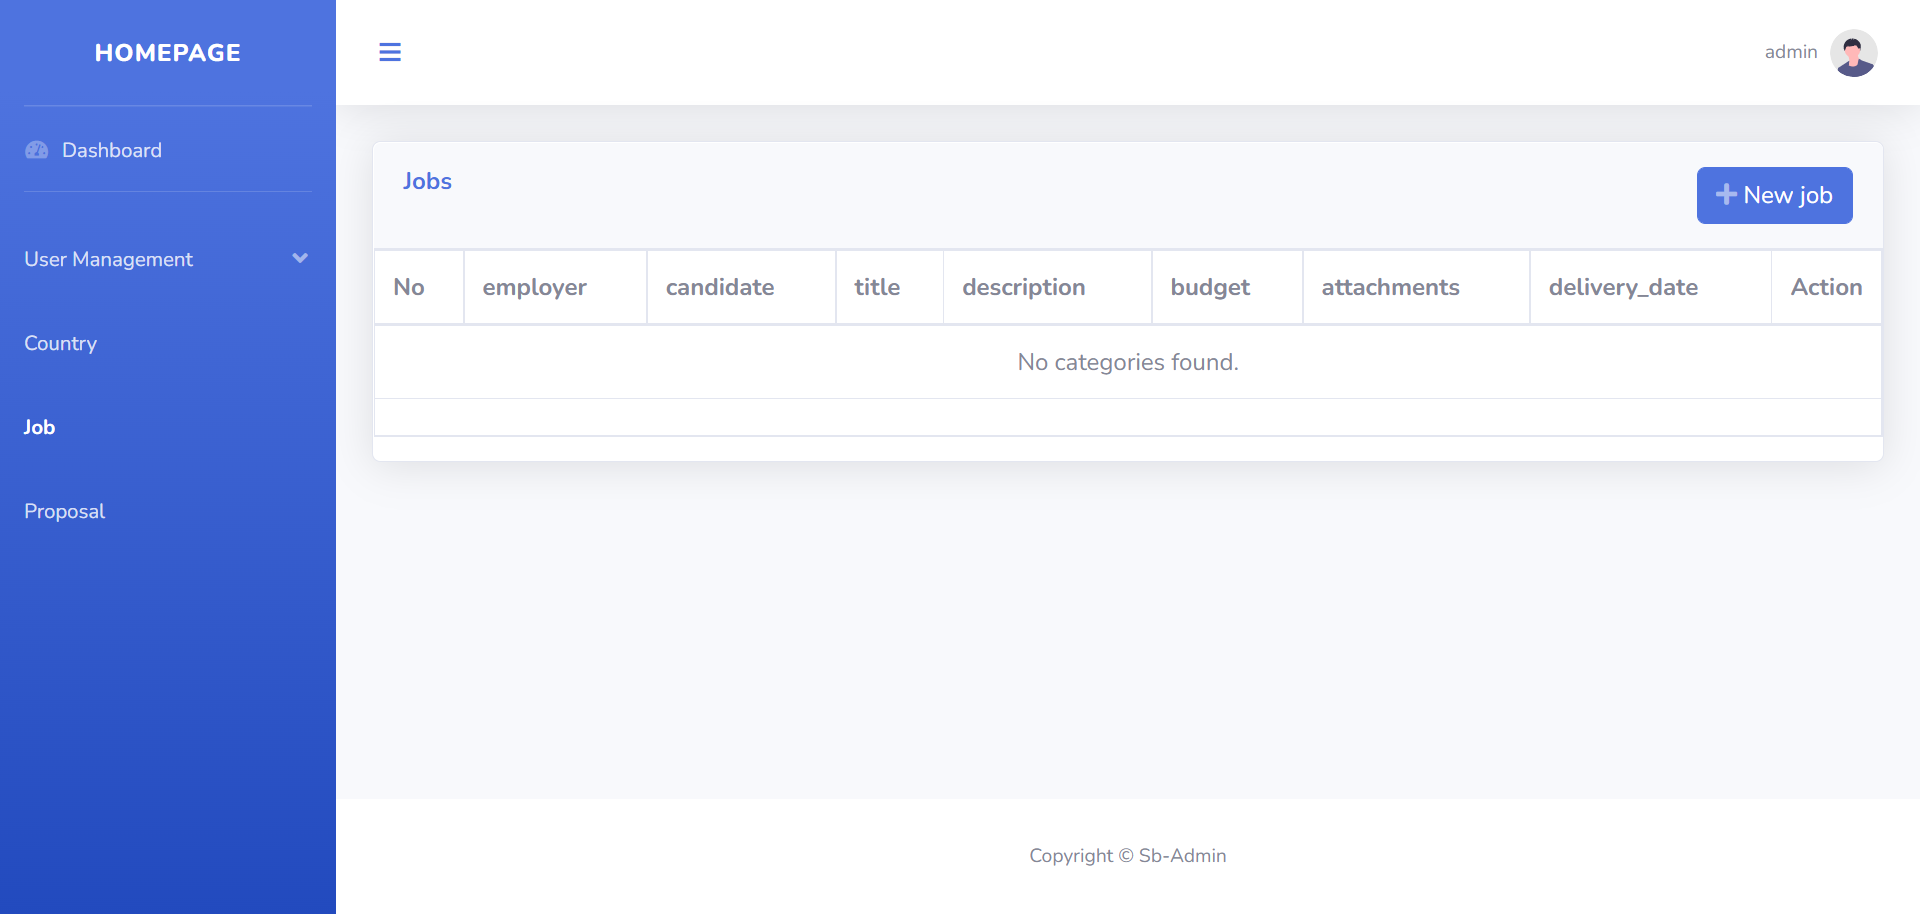 HOMEPAGE
admin
Dashboard
Jobs
New job
User Management
No employer candidate title description budget attachments delivery_date Action
Country
No categories found.
Job
Proposal
Copyright © Sb-Admin